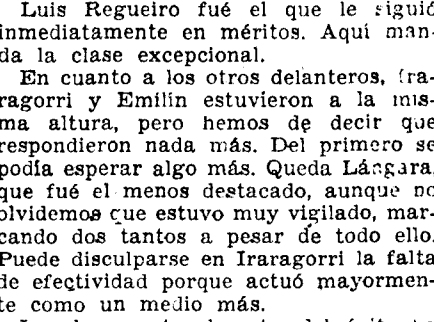 Luis Regueiro fué el que le siguió
inmediatamente en méritos. Aquí man-
da la clase excepcional.
En cuanto a los otros delanteros, Ira-
ragorri y Emilín estuvieron a la mis-
ma altura, pero hemos de decir que
respondieron nada más. Del primero se
podía esperar algo más. Queda Lángara,
que fué el menos destacado, aunque no
olvidemos que estuvo muy vigilado, mar-
cando dos tantos a pesar de todo ello.
Puede disculparse en Iraragorri la falta
de efectividad porque actuó mayormen-
te como un medio más.